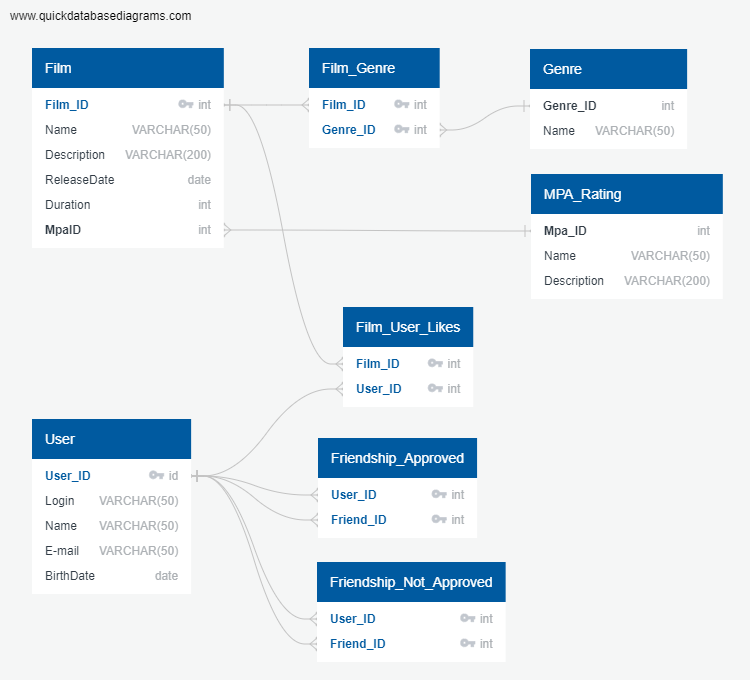 www.quickdatabasediagrams.com
Film
Film_ID int
Name VARCHAR(50)
Description VARCHAR(200)
ReleaseDate date
Duration int
MpaID int
Film_Genre
Film_ID int
Genre_ID int
Genre
Genre_ID int
Name VARCHAR(50)
MPA_Rating
Mpa_ID int
Name VARCHAR(50)
Description VARCHAR(200)
Film_User_Likes
Film_ID int
User_ID int
User
User_ID id
Login VARCHAR(50)
Name VARCHAR(50)
E-mail VARCHAR(50)
BirthDate date
Friendship_Approved
User_ID int
Friend_ID int
Friendship_Not_Approved
User_ID int
Friend_ID int